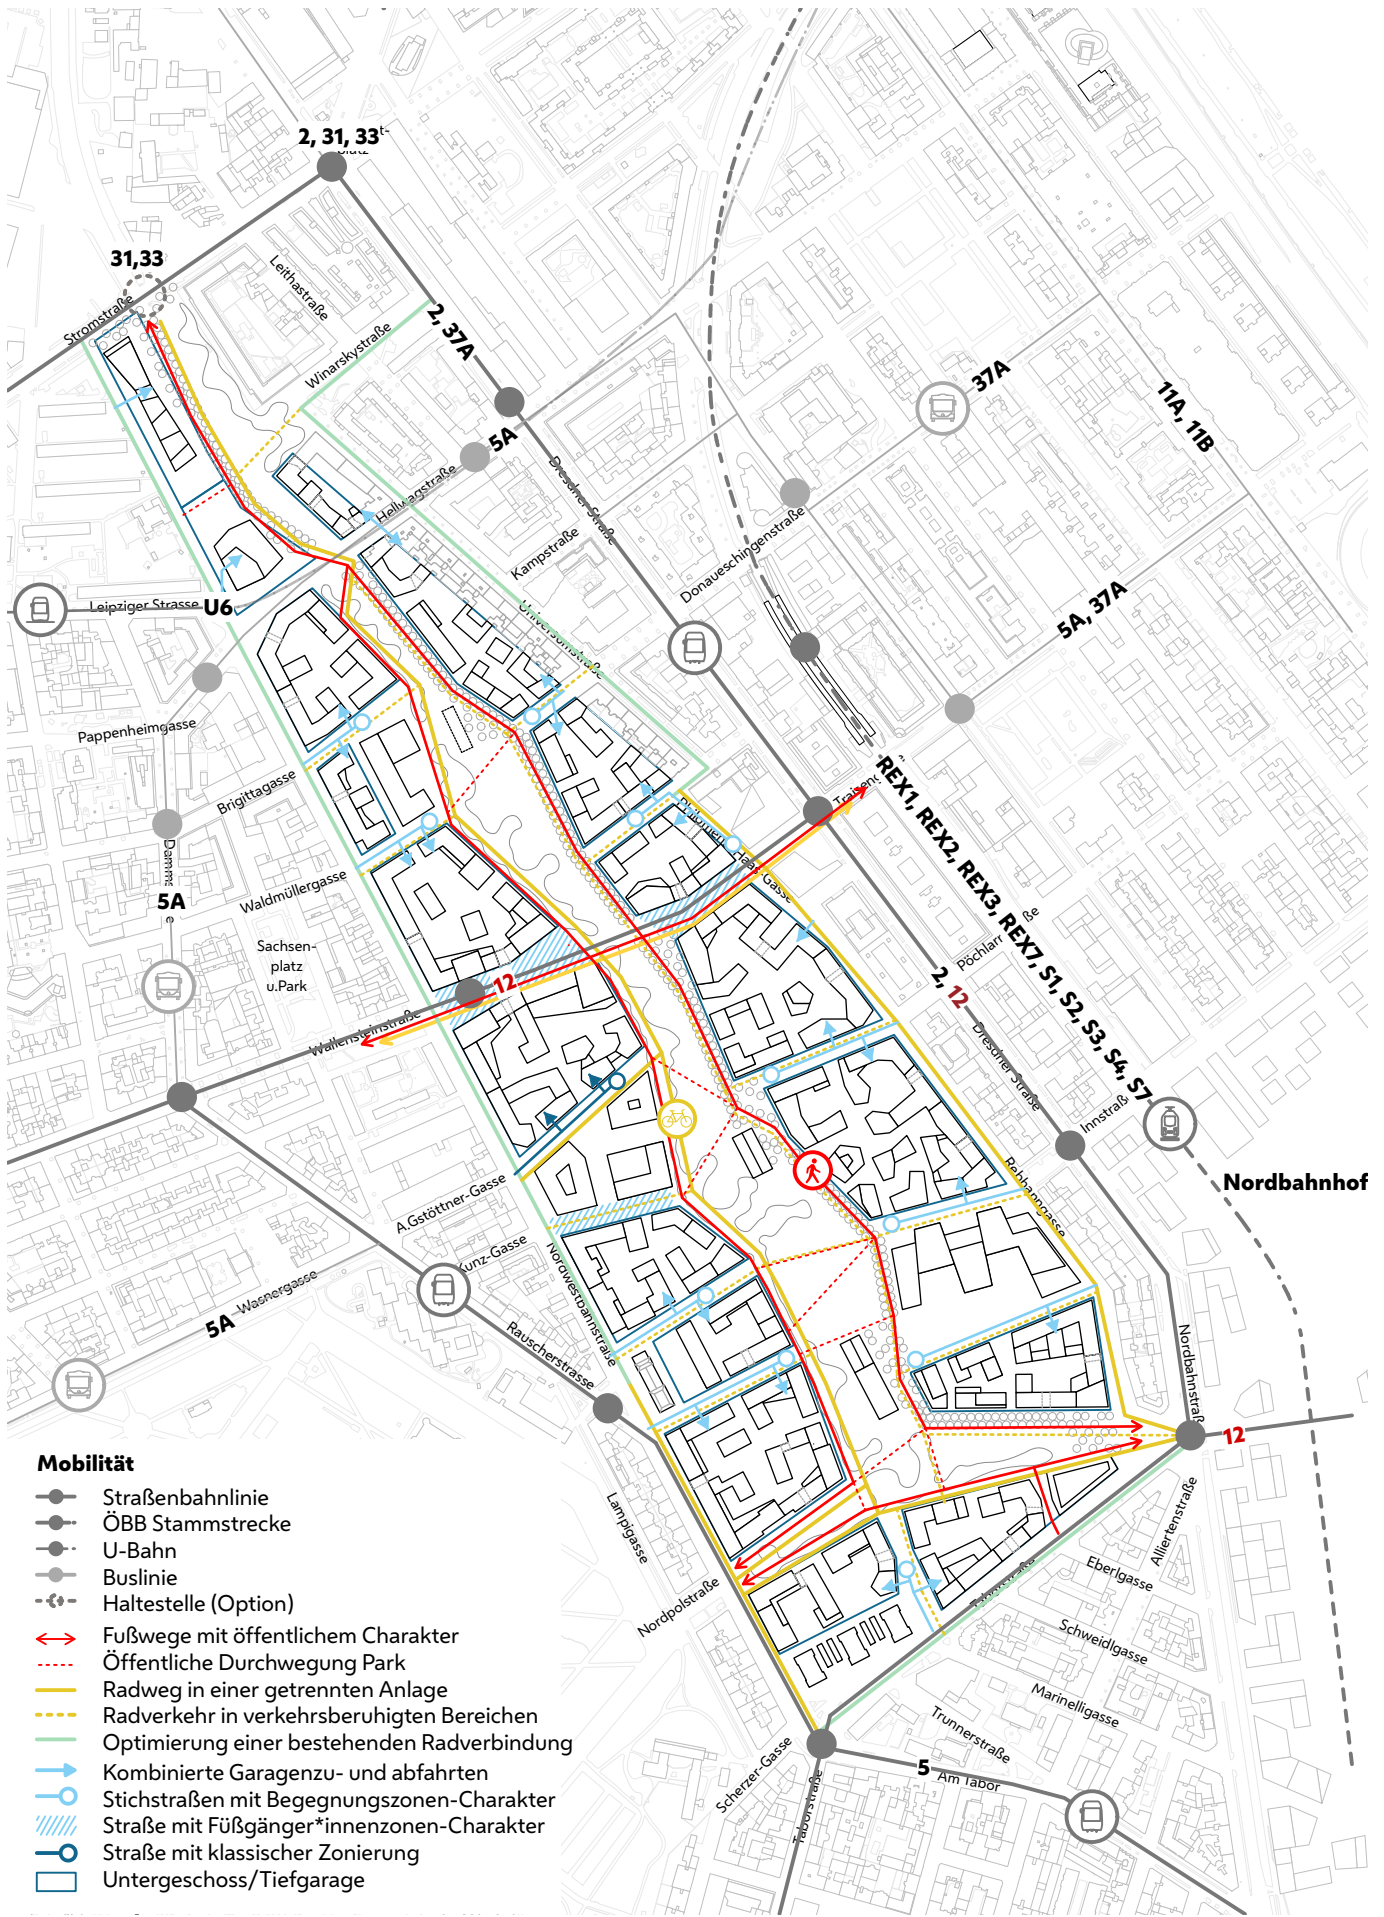 2, 31, 33
31,33
Stromstraße
Leithastraße
Winarskystraße
2, 37A
5A
Hellwagstraße
Dresdner Straße
Kampstraße
Universumstraße
Donaueschingenstraße
37A
11A, 11B
5A, 37A
Leipziger Strasse
U6
Pappenheimgasse
Brigittagasse
Waldmüllergasse
5A
Sachsen-
platz
u.Park
12
Wallensteinstraße
REX1, REX2, REX3, REX7, S1, S2, S3, S4, S7
2, 12
Dresdner Straße
Nordbahnhof
Rebhanngasse
A.Gstöttner-Gasse
Kunz-Gasse
Nordwestbahnstraße
5A
Wasnergasse
Rauscherstrasse
12
Lampigasse
Nordpolstraße
Alliertenstraße
Eberlgasse
Schweidlgasse
Marinelligasse
Trunnerstraße
Scherzer-Gasse
Taborstraße
5
Am Tabor
Mobilität
Straßenbahnlinie
ÖBB Stammstrecke
U-Bahn
Buslinie
Haltestelle (Option)
Fußwege mit öffentlichem Charakter
Öffentliche Durchwegung Park
Radweg in einer getrennten Anlage
Radverkehr in verkehrsberuhigten Bereichen
Optimierung einer bestehenden Radverbindung
Kombinierte Garagenzu- und abfahrten
Stichstraßen mit Begegnungszonen-Charakter
Straße mit Füßgänger*innenzonen-Charakter
Straße mit klassischer Zonierung
Untergeschoss/Tiefgarage